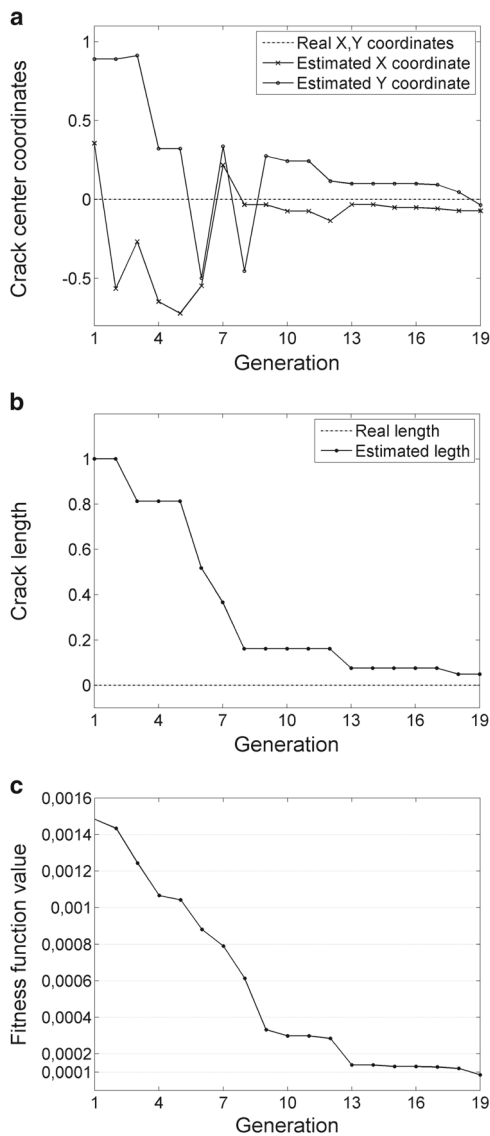 a
1
0.5
0
-0.5
Crack center coordinates
Real X,Y coordinates
Estimated X coordinate
Estimated Y coordinate
1 4 7 10 13 16 19
Generation
b
1
0.8
0.6
0.4
0.2
0
Crack length
Real length
Estimated legth
1 4 7 10 13 16 19
Generation
c
0,0016
0,0014
0,0012
0,001
0,0008
0,0006
0,0004
0,0002
0,0001
Fitness function value
1 4 7 10 13 16 19
Generation